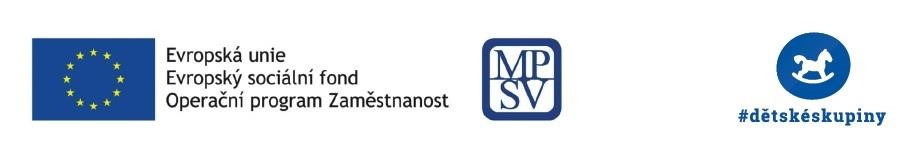 Evropská unie
Evropský sociální fond
Operační program Zaměstnanost
MP
SV
#dětskéskupiny